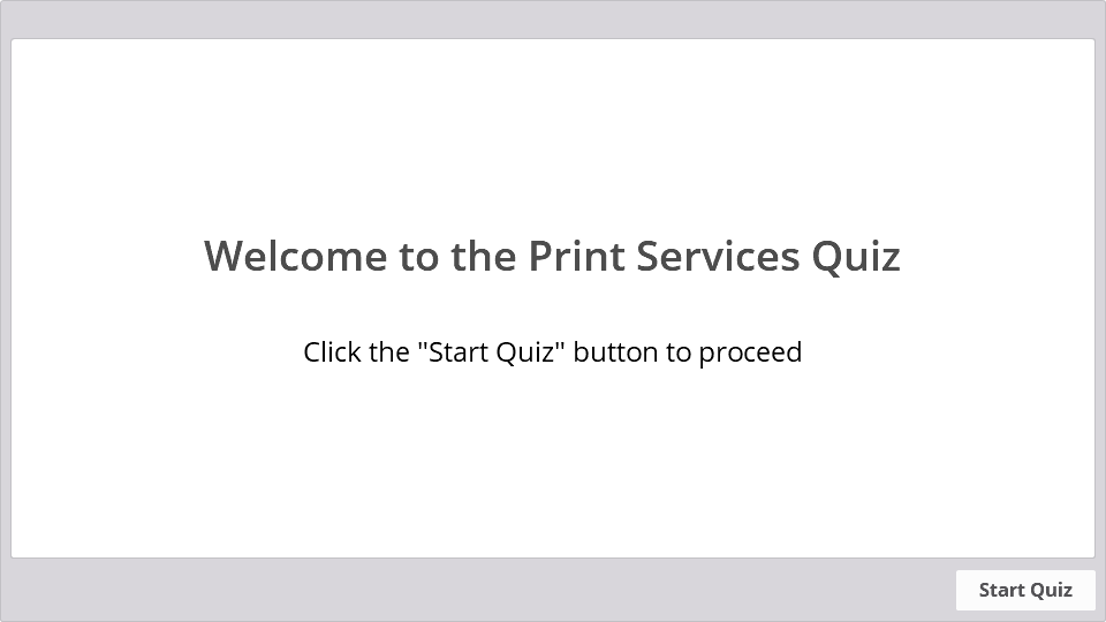 Welcome to the Print Services Quiz
Click the "Start Quiz" button to proceed
Start Quiz